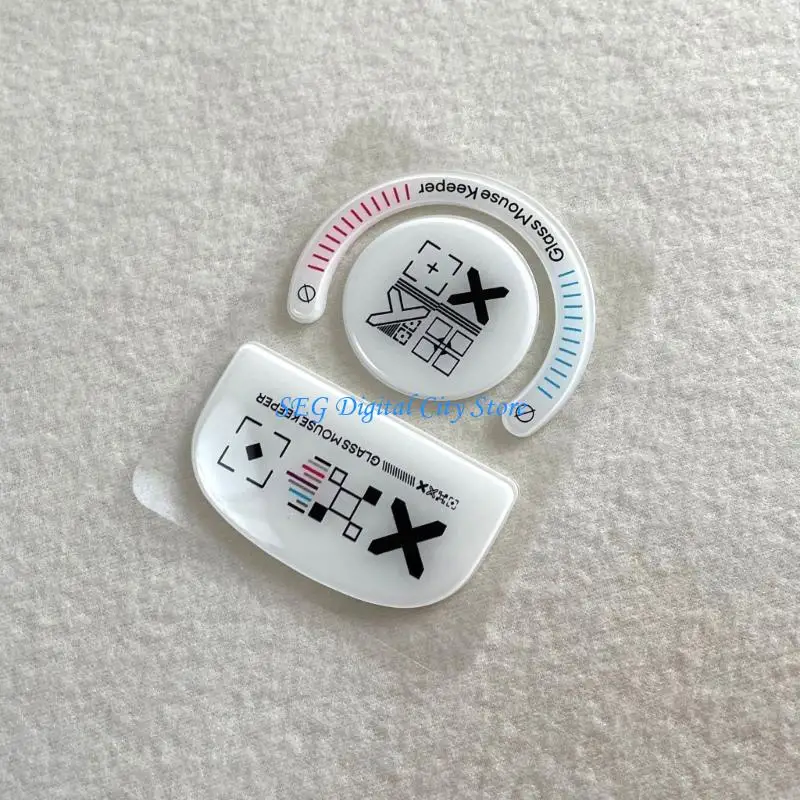 Glass Mouse Keeper
SEG Digital City Store
GLASS MOUSE KEEPER
X
X